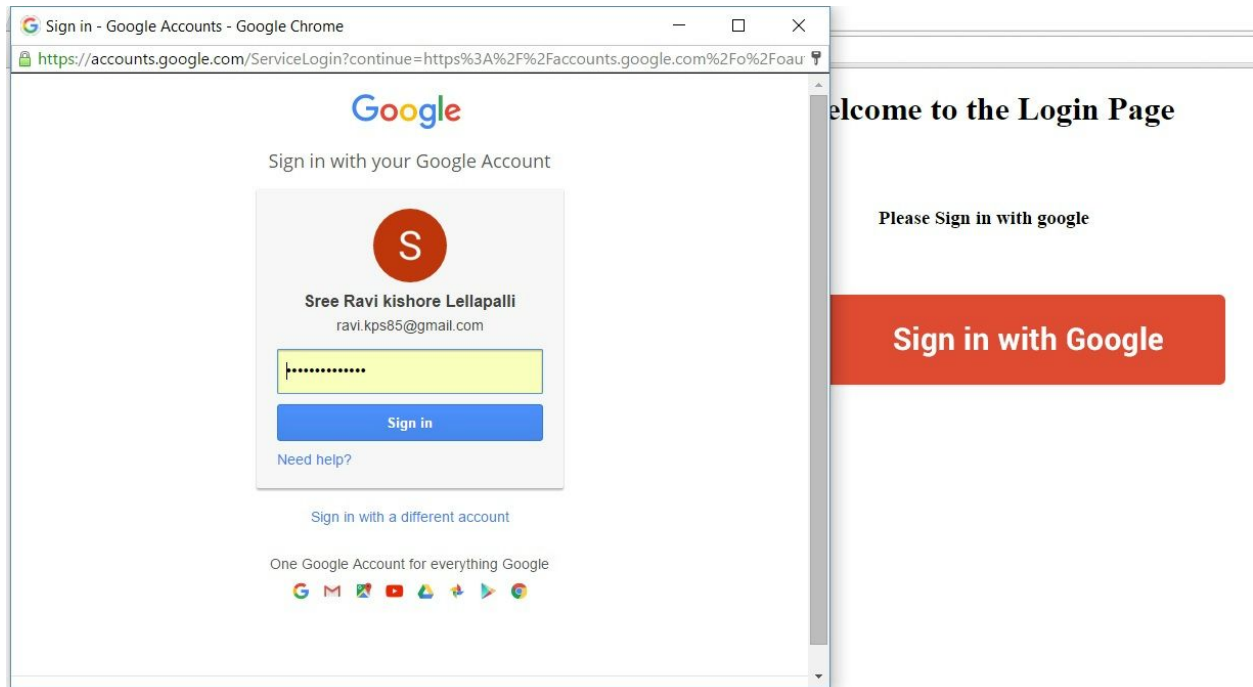 Sign in - Google Accounts - Google Chrome
https://accounts.google.com/ServiceLogin?continue=https%3A%2F%2Faccounts.google.com%2Fo%2Foau
Google
Sign in with your Google Account
S
Sree Ravi kishore Lellapalli
ravi.kps85@gmail.com
••••••••••••••
Sign in
Need help?
Sign in with a different account
One Google Account for everything Google
elcome to the Login Page
Please Sign in with google
Sign in with Google